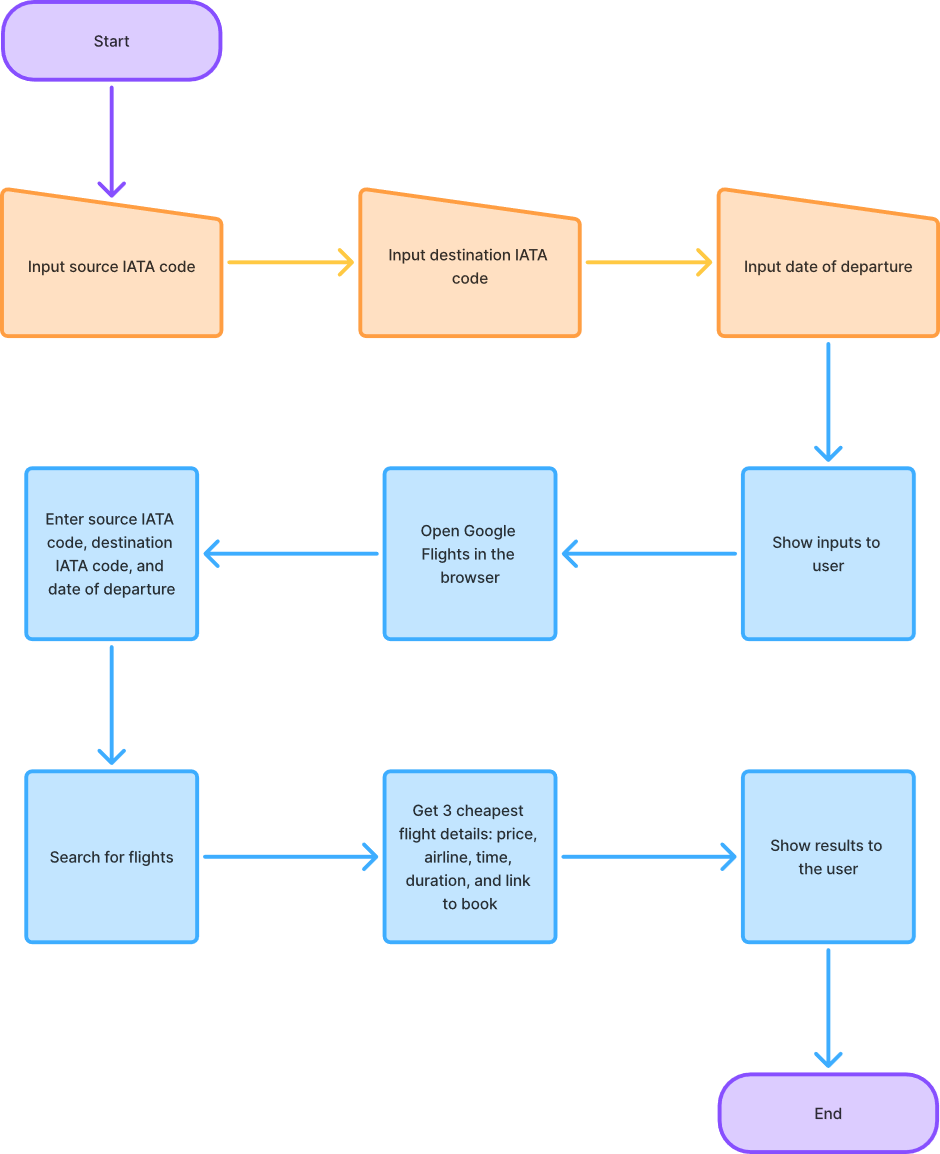 Start
Input source IATA code
Input destination IATA
code
Input date of departure
Show inputs to
user
Open Google
Flights in the
browser
Enter source IATA
code, destination
IATA code, and
date of departure
Search for flights
Get 3 cheapest
flight details: price,
airline, time,
duration, and link
to book
Show results to
the user
End